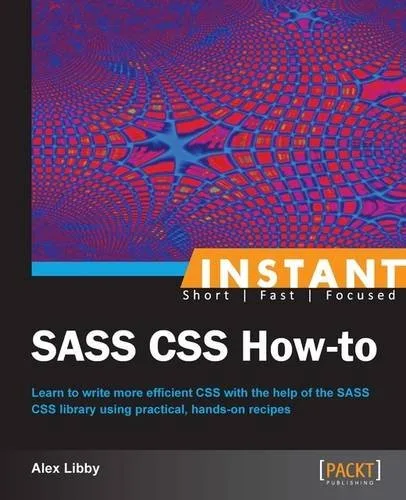 INSTANT
Short | Fast | Focused
SASS CSS How-to
Learn to write more efficient CSS with the help of the SASS
CSS library using practical, hands-on recipes
Alex Libby
[PACKT]
PUBLISHING